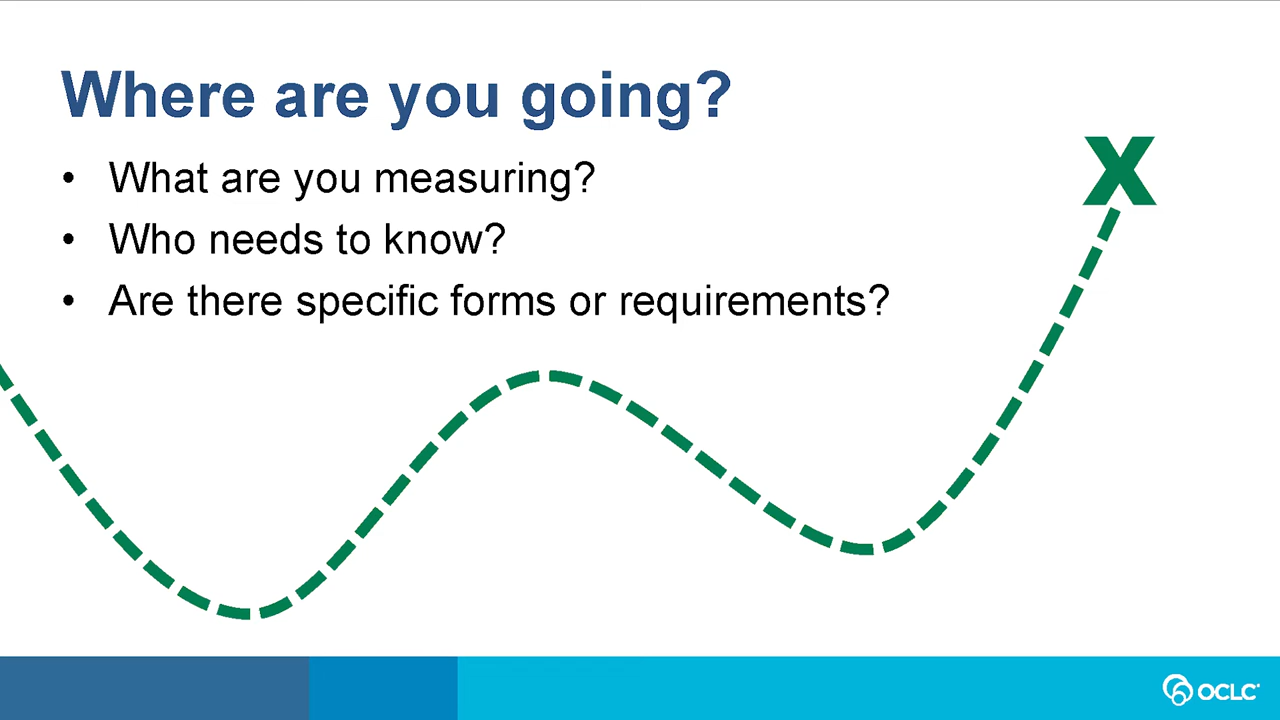 Where are you going?
• What are you measuring?
• Who needs to know?
• Are there specific forms or requirements?
X
OCLC®